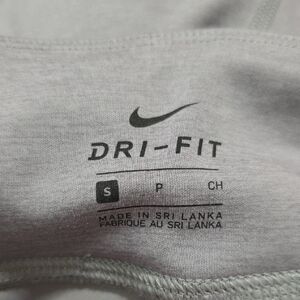 DRI-FIT
S P CH
MADE IN SRI LANKA
FABRIQUE AU SRI LANKA